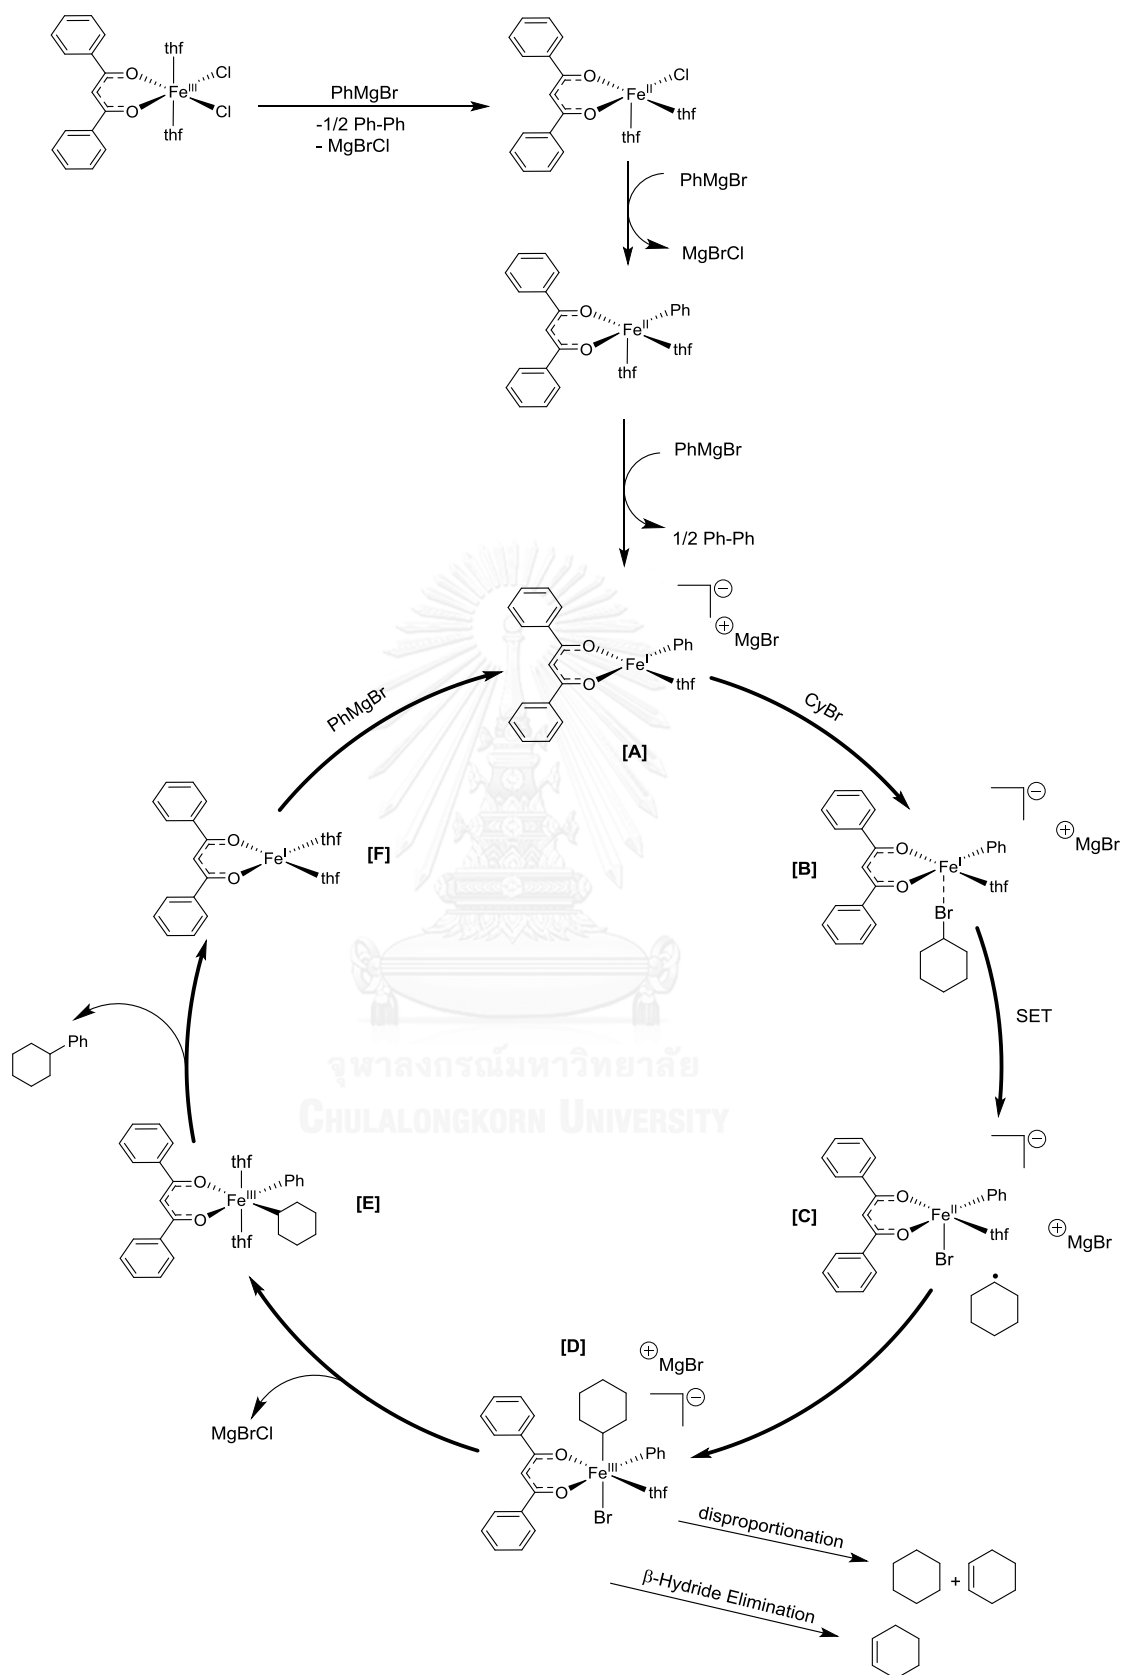 thf
Cl
O
Fe^III
O
Cl
thf
PhMgBr
-1/2 Ph-Ph
- MgBrCl
O
Cl
Fe^II
O
thf
thf
PhMgBr
MgBrCl
O
Ph
Fe^II
O
thf
thf
PhMgBr
1/2 Ph-Ph
⊖
⊕
MgBr
O
Ph
Fe^I
O
thf
[A]
PhMgBr
CyBr
⊖
⊕
MgBr
O
thf
Fe^I
O
thf
[F]
[B]
O
Ph
Fe^I
O
thf
Br
SET
Ph
จุฬาลงกรณ์มหาวิทยาลัย
CHULALONGKORN UNIVERSITY
thf
O
Ph
Fe^III
O
thf
[E]
⊖
[C]
O
Ph
Fe^II
O
thf
Br
⊕
MgBr
[D]
⊕
MgBr
⊖
MgBrCl
O
Ph
Fe^III
O
thf
Br
disproportionation
+
β-Hydride Elimination